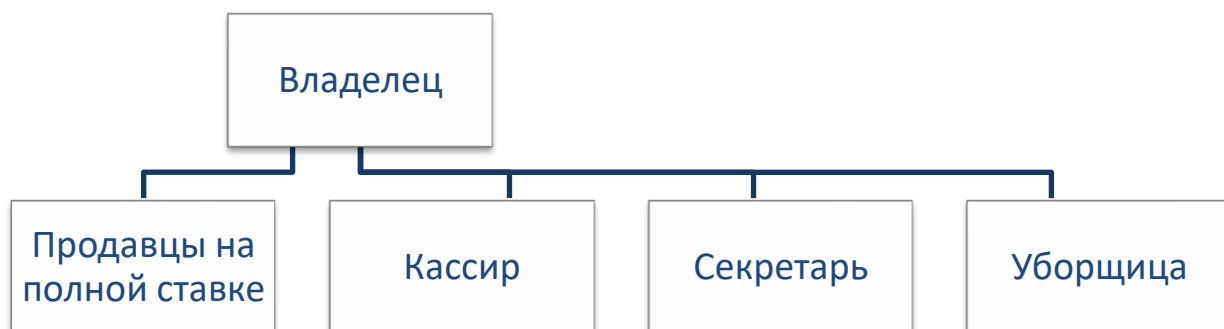 Владелец
Продавцы на
полной ставке
Кассир
Секретарь
Уборщица